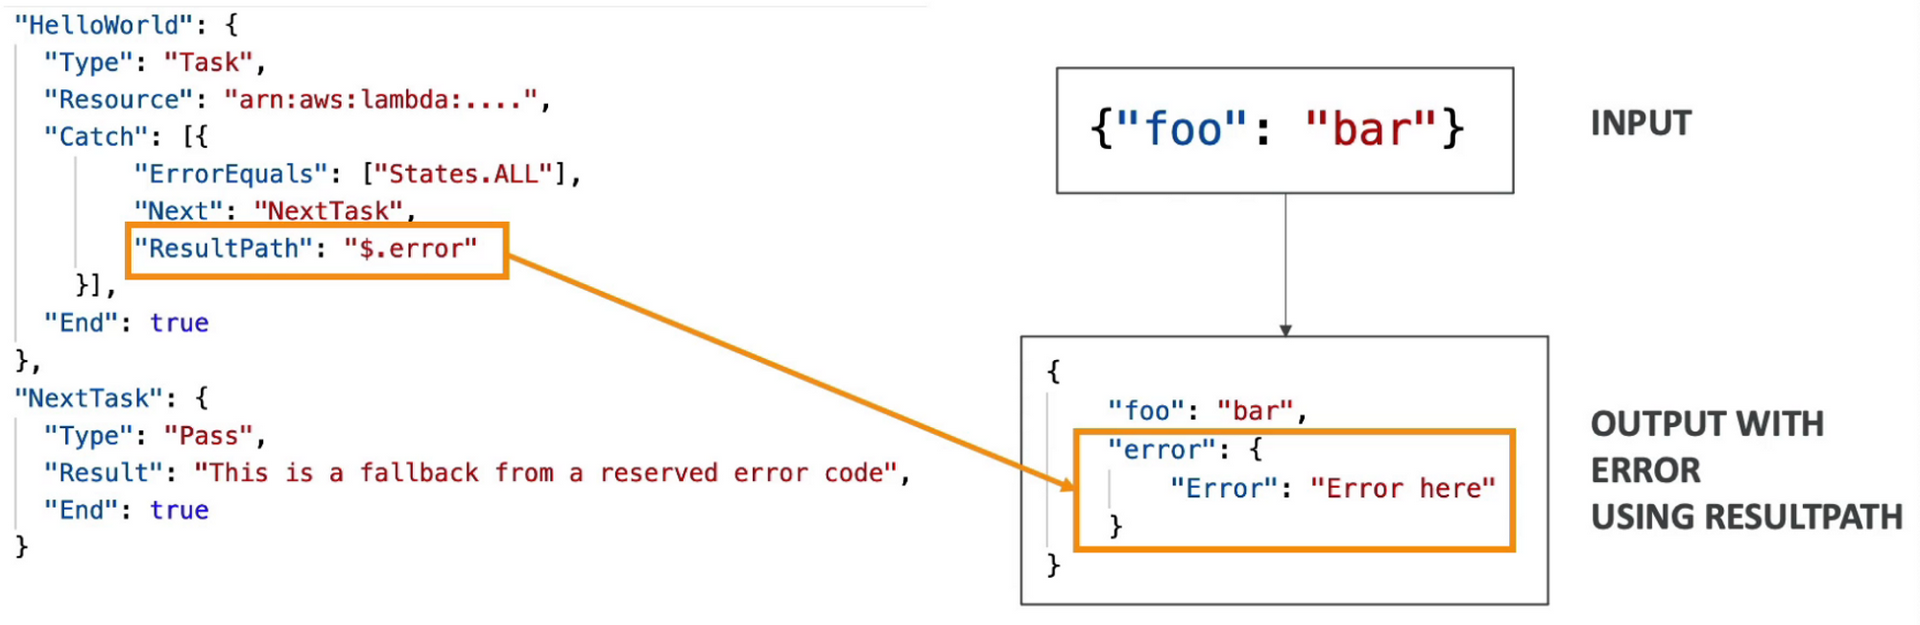 "HelloWorld": {
"Type": "Task",
"Resource": "arn:aws:lambda:....",
"Catch": [{
"ErrorEquals": ["States.ALL"],
"Next": "NextTask",
"ResultPath": "$.error"
}],
"End": true
},
"NextTask": {
"Type": "Pass",
"Result": "This is a fallback from a reserved error code",
"End": true
}
{"foo": "bar"}
INPUT
{
"foo": "bar",
"error": {
"Error": "Error here"
}
}
OUTPUT WITH
ERROR
USING RESULTPATH